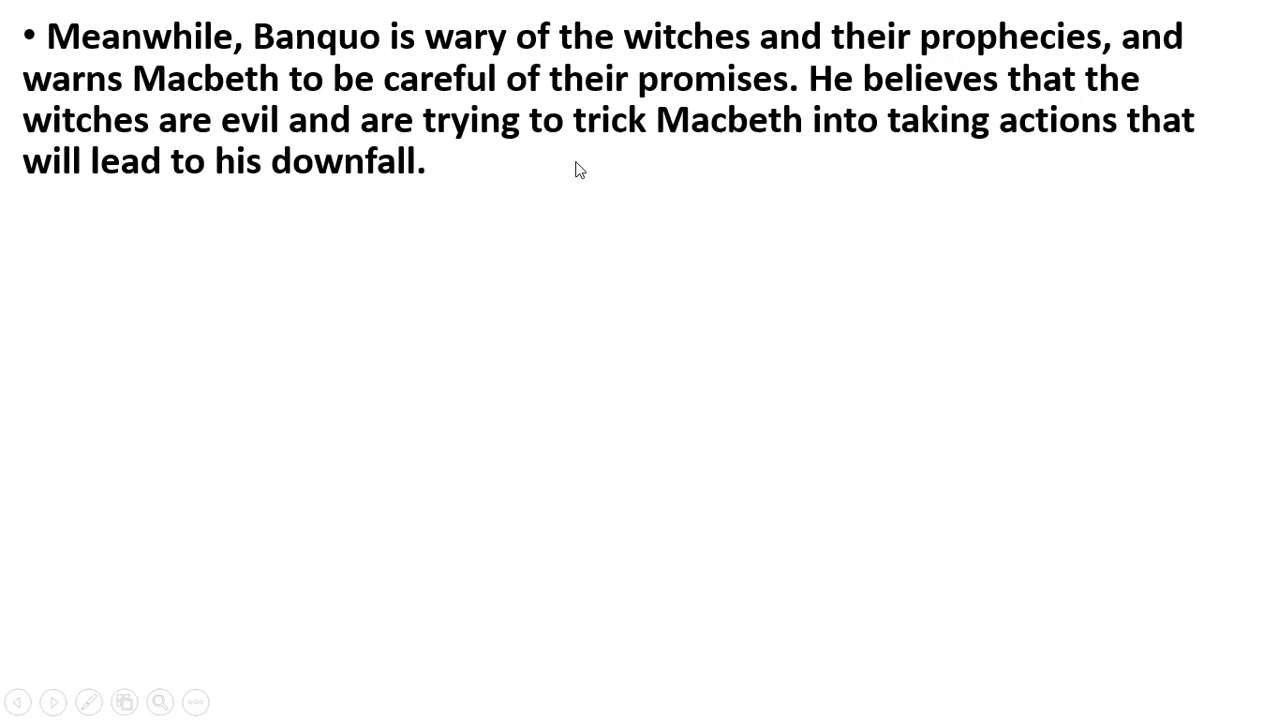 • Meanwhile, Banquo is wary of the witches and their prophecies, and
warns Macbeth to be careful of their promises. He believes that the
witches are evil and are trying to trick Macbeth into taking actions that
will lead to his downfall.